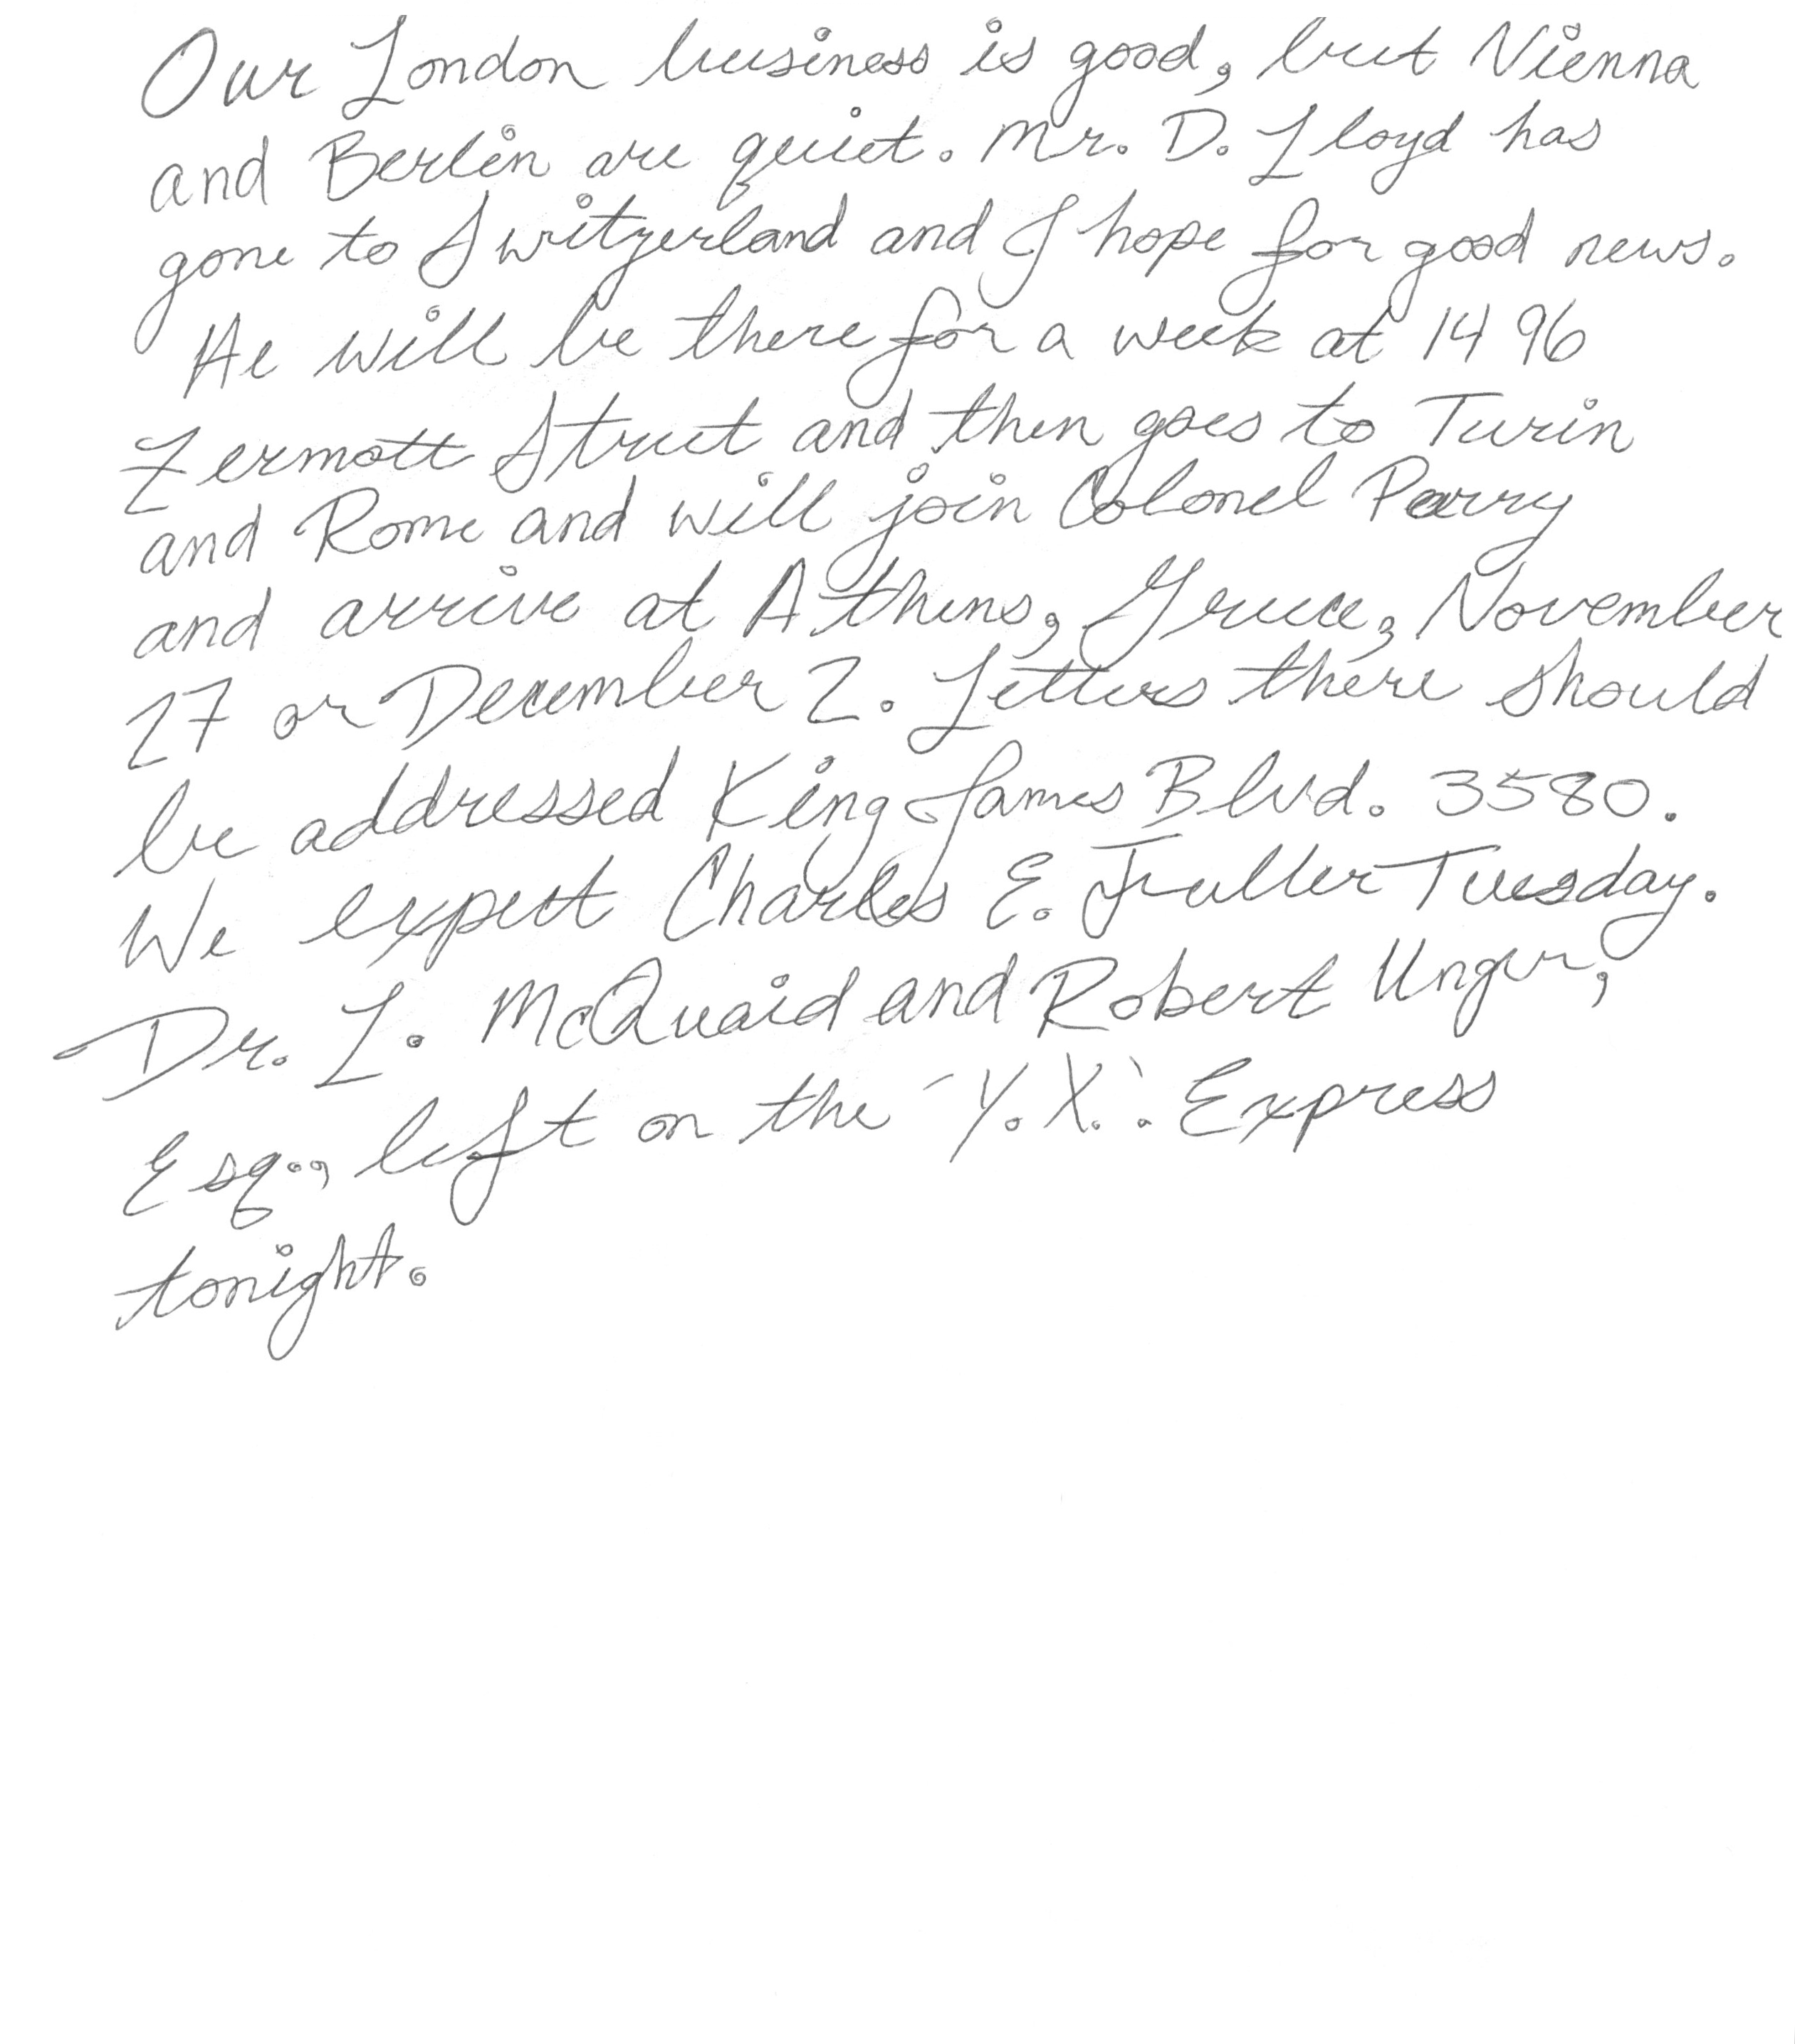 Our London business is good, but Vienna
and Berlin are quiet. Mr. D. Lloyd has
gone to Switzerland and I hope for good news.
He will be there for a week at 1496
Zermott Street and then goes to Turin
and Rome and will join Colonel Parry
and arrive at Athens, Greece, November
27 or December 2. Letters there should
be addressed King James Blvd. 3580.
We expect Charles E. Fuller Tuesday.
Dr. L. McQuaid and Robert Unger,
Esq., left on the "Y.X." Express
tonight.